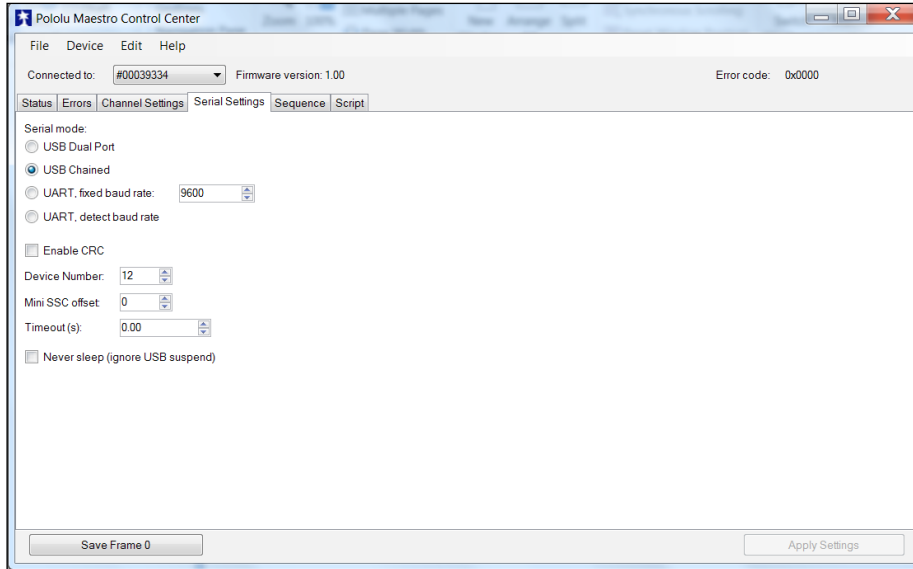 Pololu Maestro Control Center
File Device Edit Help
Connected to: #00039334 Firmware version: 1.00 Error code: 0x0000
Status Errors Channel Settings Serial Settings Sequence Script
Serial mode:
USB Dual Port
USB Chained
UART, fixed baud rate: 9600
UART, detect baud rate
Enable CRC
Device Number: 12
Mini SSC offset: 0
Timeout (s): 0.00
Never sleep (ignore USB suspend)
Save Frame 0 Apply Settings